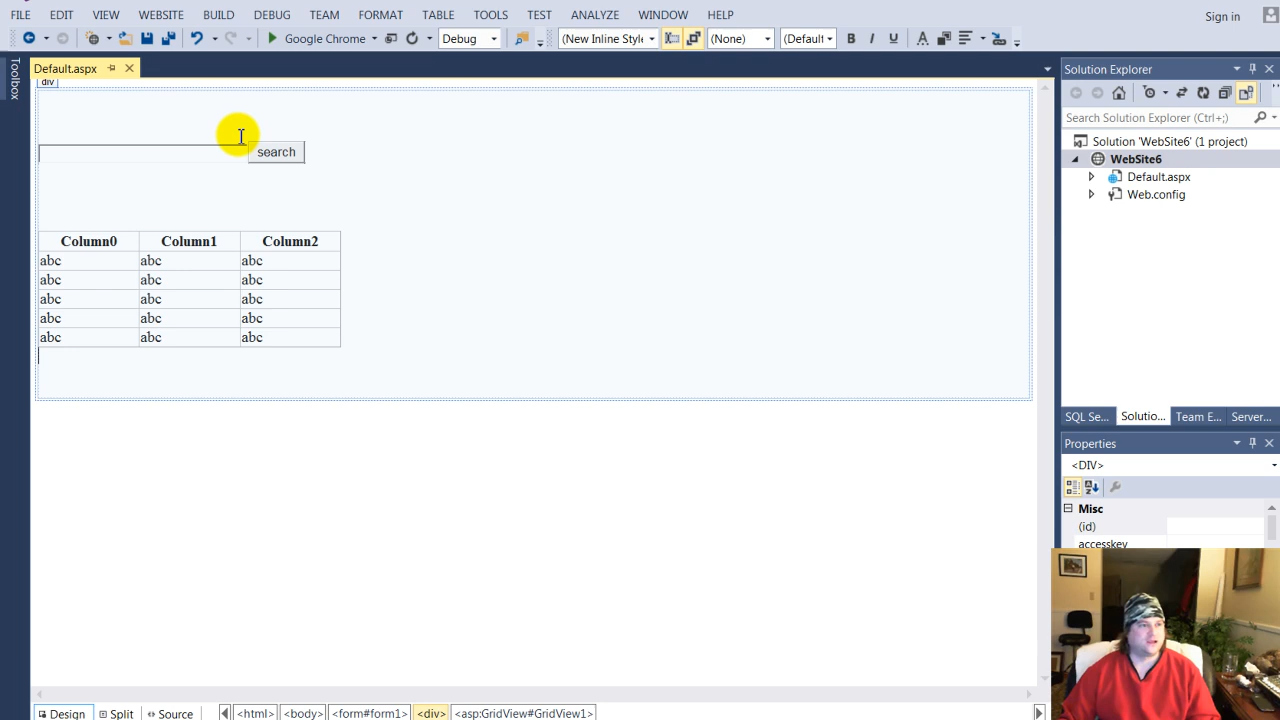 FILE EDIT VIEW WEBSITE BUILD DEBUG TEAM FORMAT TABLE TOOLS TEST ANALYZE WINDOW HELP Sign in
Google Chrome Debug (New Inline Style (None) (Default B I U A
Toolbox
Default.aspx
div
search
Column0 Column1 Column2
abc abc abc
abc abc abc
abc abc abc
abc abc abc
abc abc abc
Design Split Source <html> <body> <form#form1> <div> <asp:GridView#GridView1>
Solution Explorer
Search Solution Explorer (Ctrl+;)
Solution 'WebSite6' (1 project)
WebSite6
Default.aspx
Web.config
SQL Se... Solutio... Team E... Server...
Properties
<DIV>
Misc
(id)
accesskey